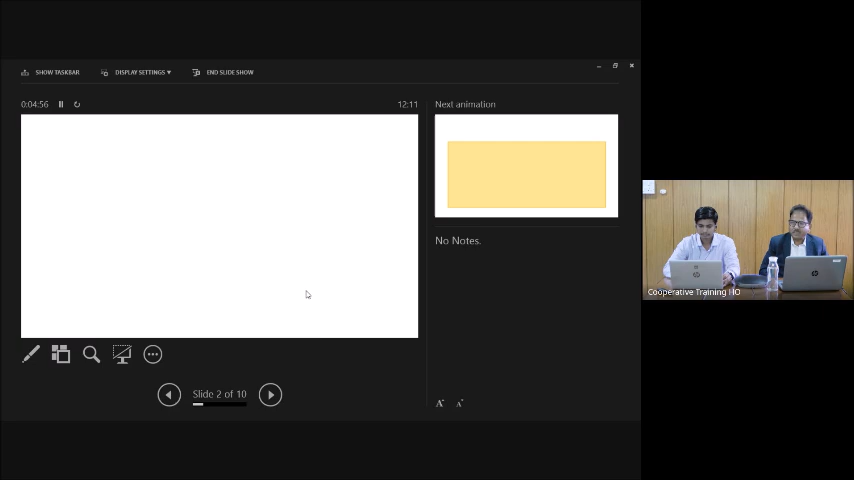 SHOW TASKBAR DISPLAY SETTINGS ▾ END SLIDE SHOW
0:04:56 12:11 Next animation
No Notes.
Cooperative Training HO
Slide 2 of 10
A A